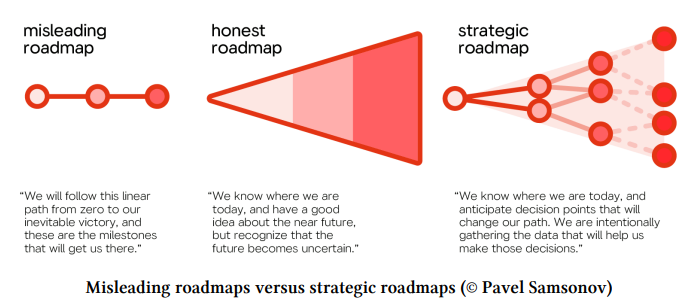 misleading
roadmap
honest
roadmap
strategic
roadmap
“We will follow this linear
path from zero to our
inevitable victory, and
these are the milestones
that will get us there.”
“We know where we are
today, and have a good
idea about the near future,
but recognize that the
future becomes uncertain.”
“We know where we are today, and
anticipate decision points that will
change our path. We are intentionally
gathering the data that will help us
make those decisions.”
Misleading roadmaps versus strategic roadmaps (© Pavel Samsonov)